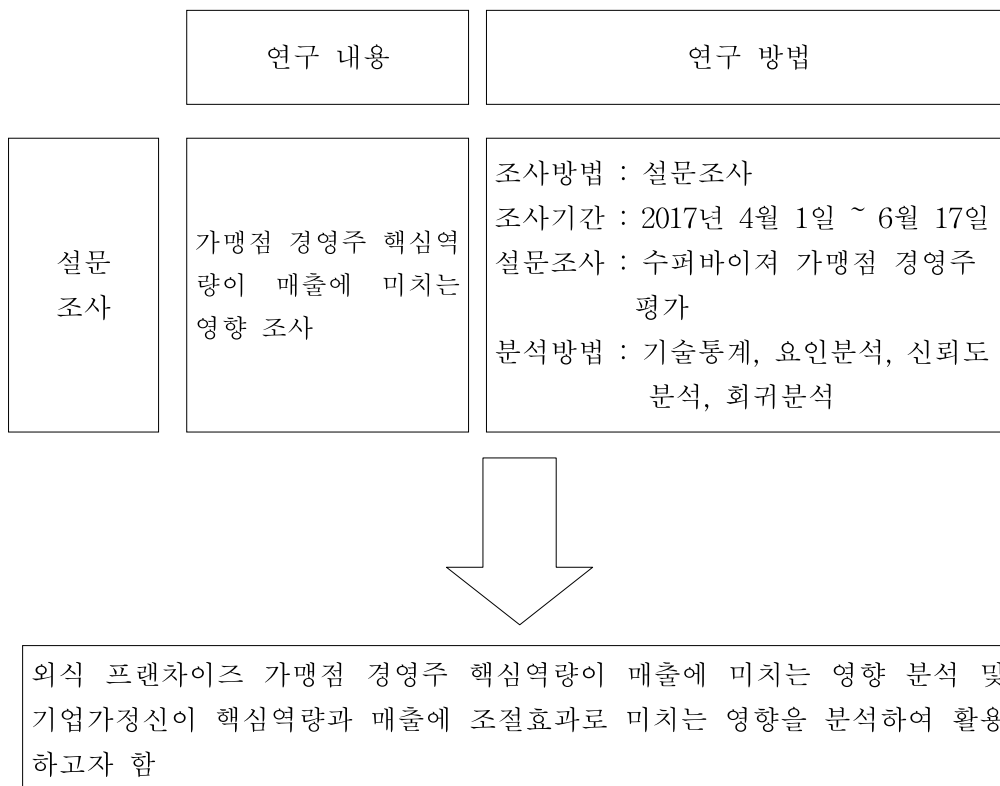 연구 내용
연구 방법
설문
조사
가맹점 경영주 핵심역
량이 매출에 미치는
영향 조사
조사방법 : 설문조사
조사기간 : 2017년 4월 1일 ~ 6월 17일
설문조사 : 수퍼바이져 가맹점 경영주
평가
분석방법 : 기술통계, 요인분석, 신뢰도
분석, 회귀분석
외식 프랜차이즈 가맹점 경영주 핵심역량이 매출에 미치는 영향 분석 및
기업가정신이 핵심역량과 매출에 조절효과로 미치는 영향을 분석하여 활용
하고자 함